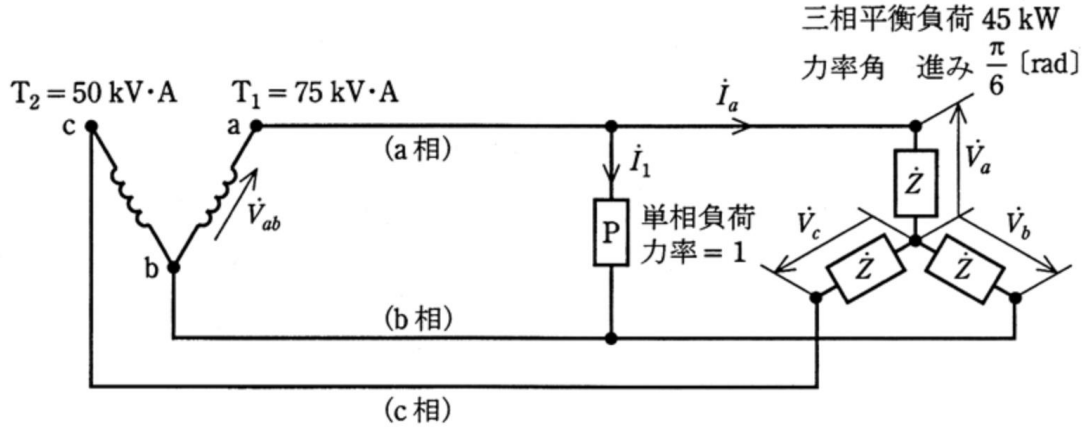 三相平衡負荷 45 kW
力率角 進み π/6〔rad〕
T₂ = 50 kV·A
T₁ = 75 kV·A
c
a
(a 相)
İa
İ₁
V̇ab
b
P
単相負荷
力率 = 1
Ż
V̇a
V̇c
V̇b
Ż
Ż
(b 相)
(c 相)